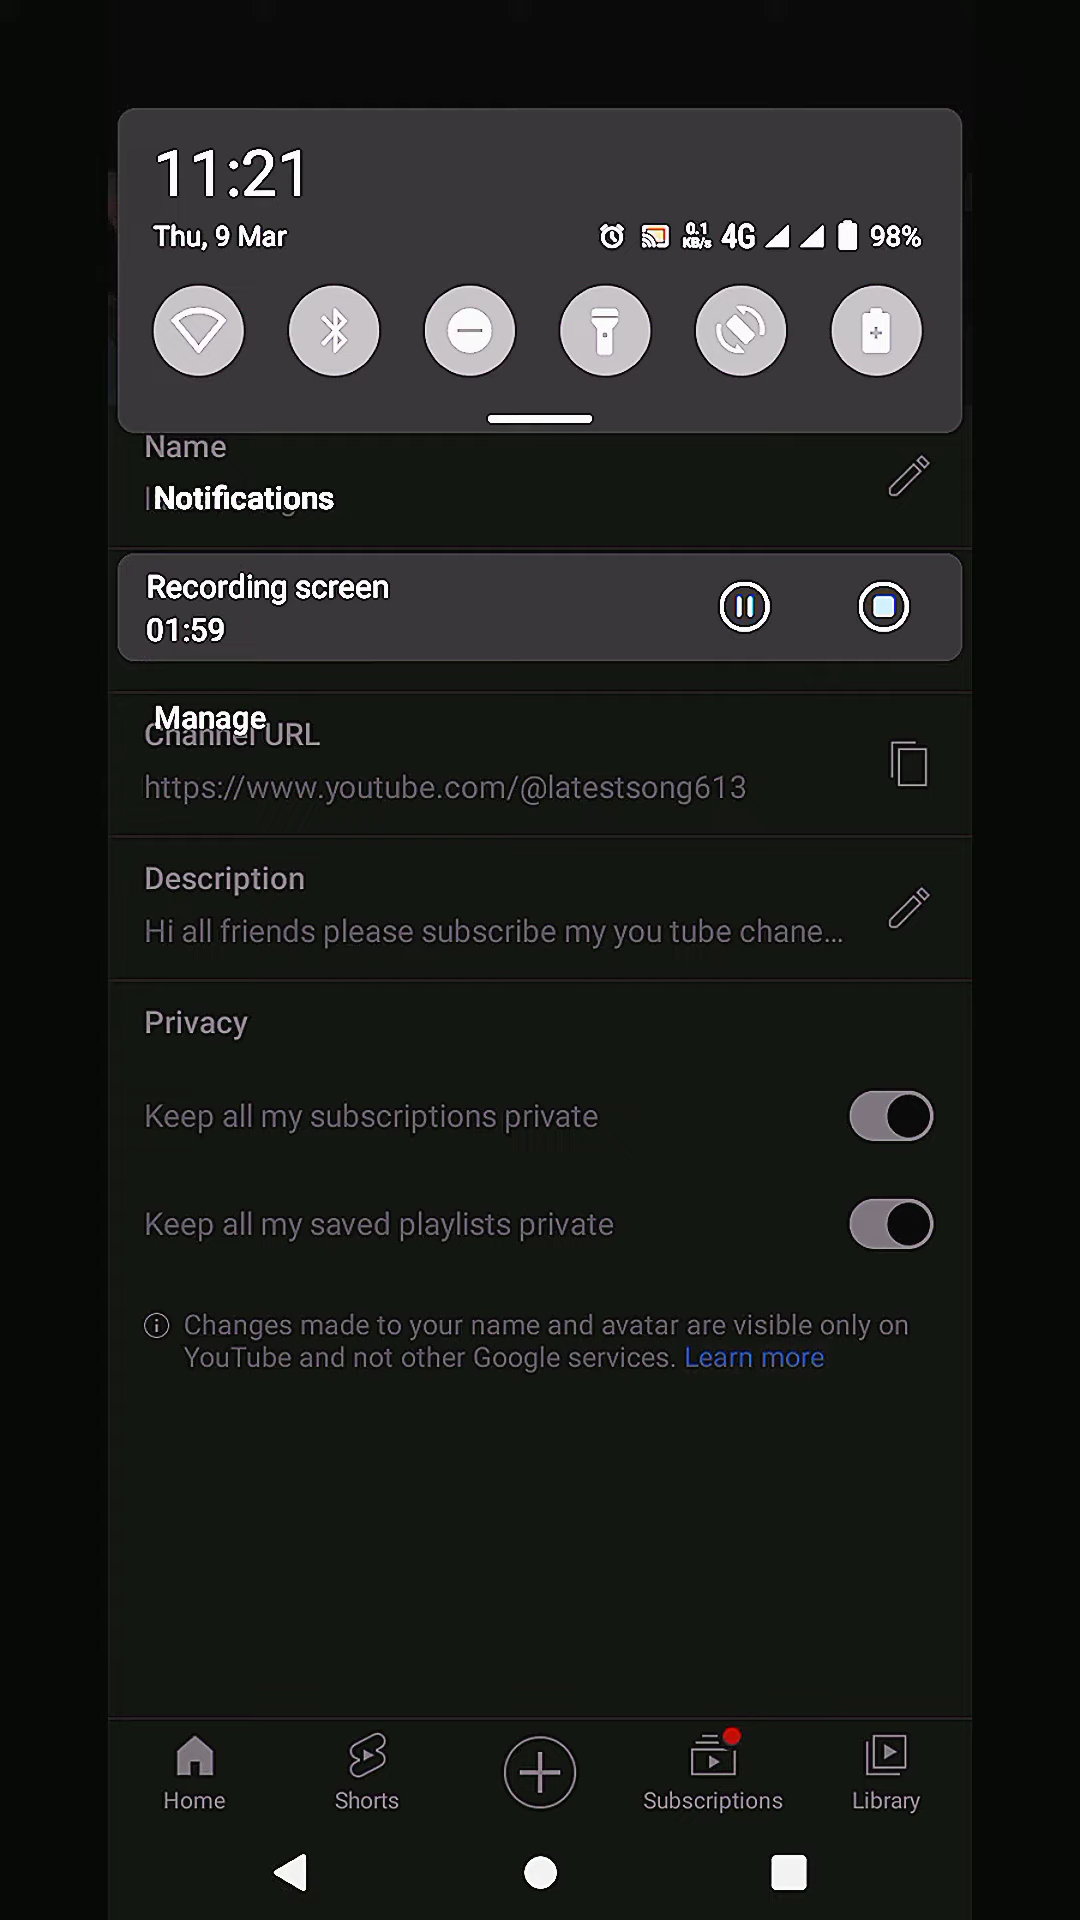 11:21
Thu, 9 Mar
0.1
KB/s
4G
98%
Name
Notifications
Recording screen
01:59
Manage
Channel URL
https://www.youtube.com/@latestsong613
Description
Hi all friends please subscribe my you tube chane...
Privacy
Keep all my subscriptions private
Keep all my saved playlists private
Changes made to your name and avatar are visible only on
YouTube and not other Google services. Learn more
Home
Shorts
Subscriptions
Library